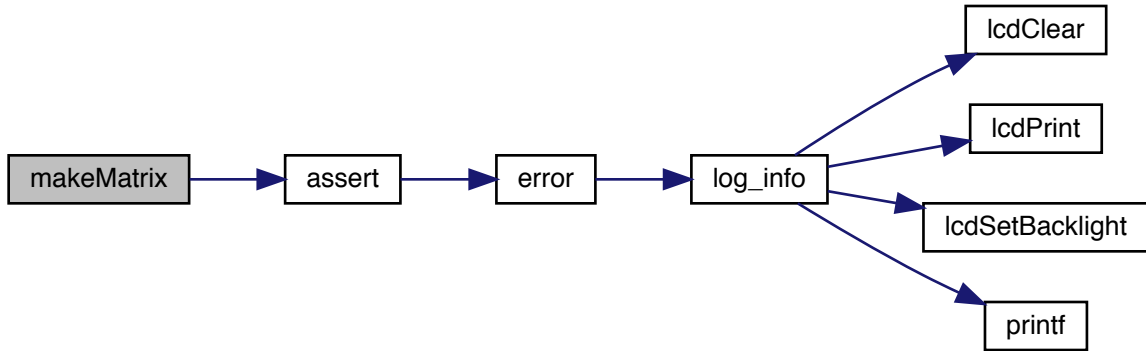 makeMatrix
assert
error
log_info
lcdClear
lcdPrint
lcdSetBacklight
printf